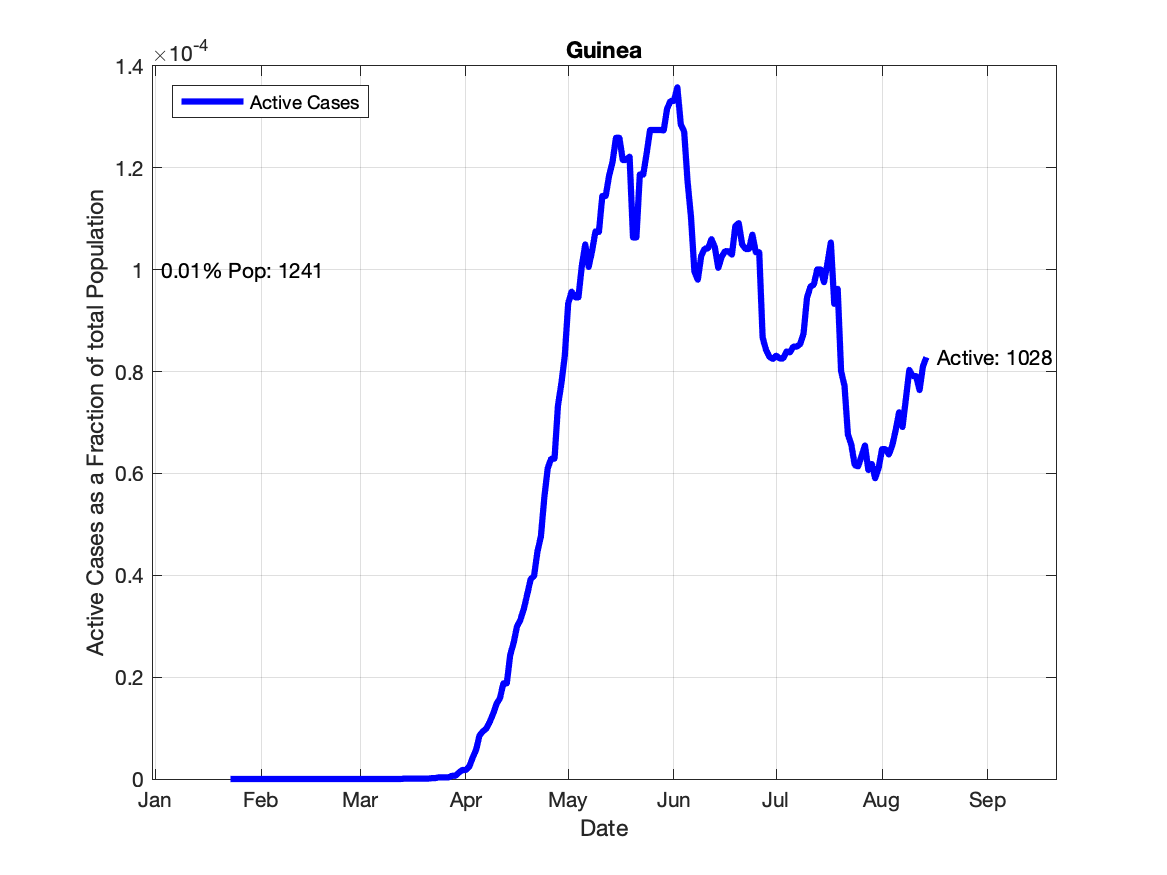 Guinea
×10-4
Active Cases
1.4
1.2
1
0.8
0.6
0.4
0.2
0
0.01% Pop: 1241
Active: 1028
Active Cases as a Fraction of total Population
Jan Feb Mar Apr May Jun Jul Aug Sep
Date